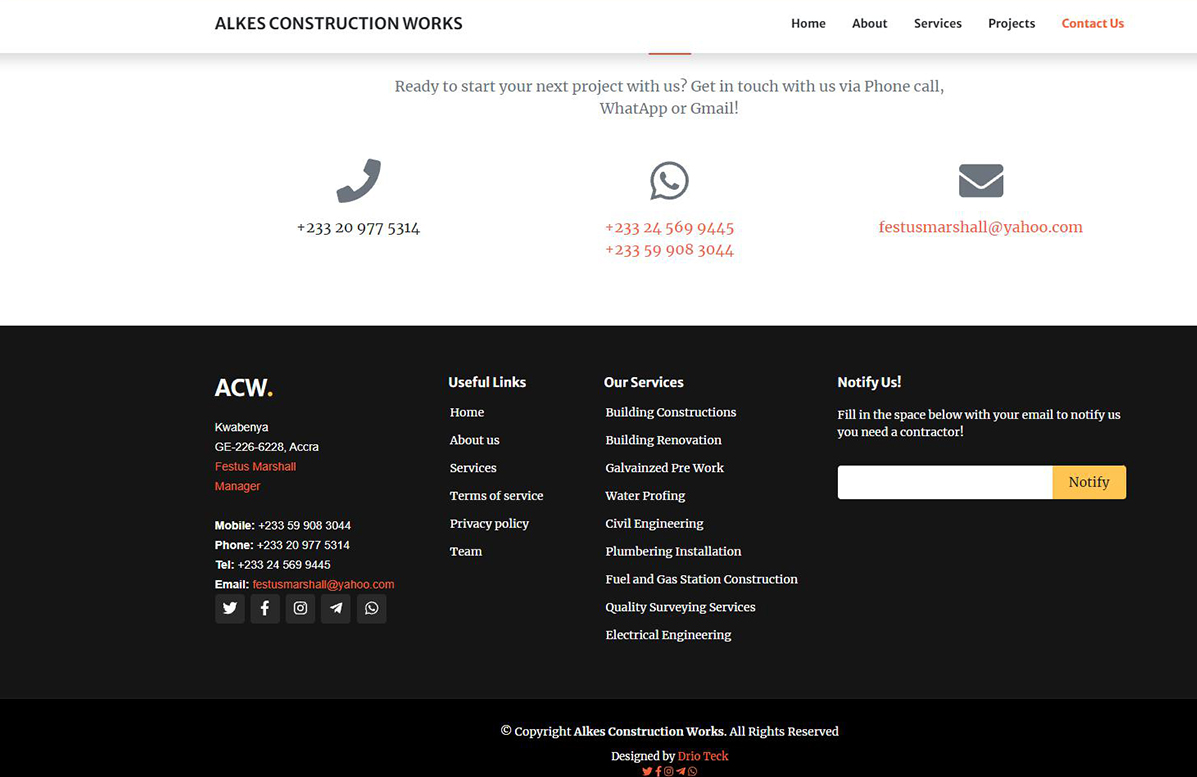 ALKES CONSTRUCTION WORKS
Home About Services Projects Contact Us
Ready to start your next project with us? Get in touch with us via Phone call,
WhatApp or Gmail!
+233 20 977 5314
+233 24 569 9445
+233 59 908 3044
festusmarshall@yahoo.com
ACW.
Kwabenya
GE-226-6228, Accra
Festus Marshall
Manager
Mobile: +233 59 908 3044
Phone: +233 20 977 5314
Tel: +233 24 569 9445
Email: festusmarshall@yahoo.com
Useful Links
Home
About us
Services
Terms of service
Privacy policy
Team
Our Services
Building Constructions
Building Renovation
Galvainzed Pre Work
Water Profing
Civil Engineering
Plumbering Installation
Fuel and Gas Station Construction
Quality Surveying Services
Electrical Engineering
Notify Us!
Fill in the space below with your email to notify us
you need a contractor!
Notify
© Copyright Alkes Construction Works. All Rights Reserved
Designed by Drio Teck